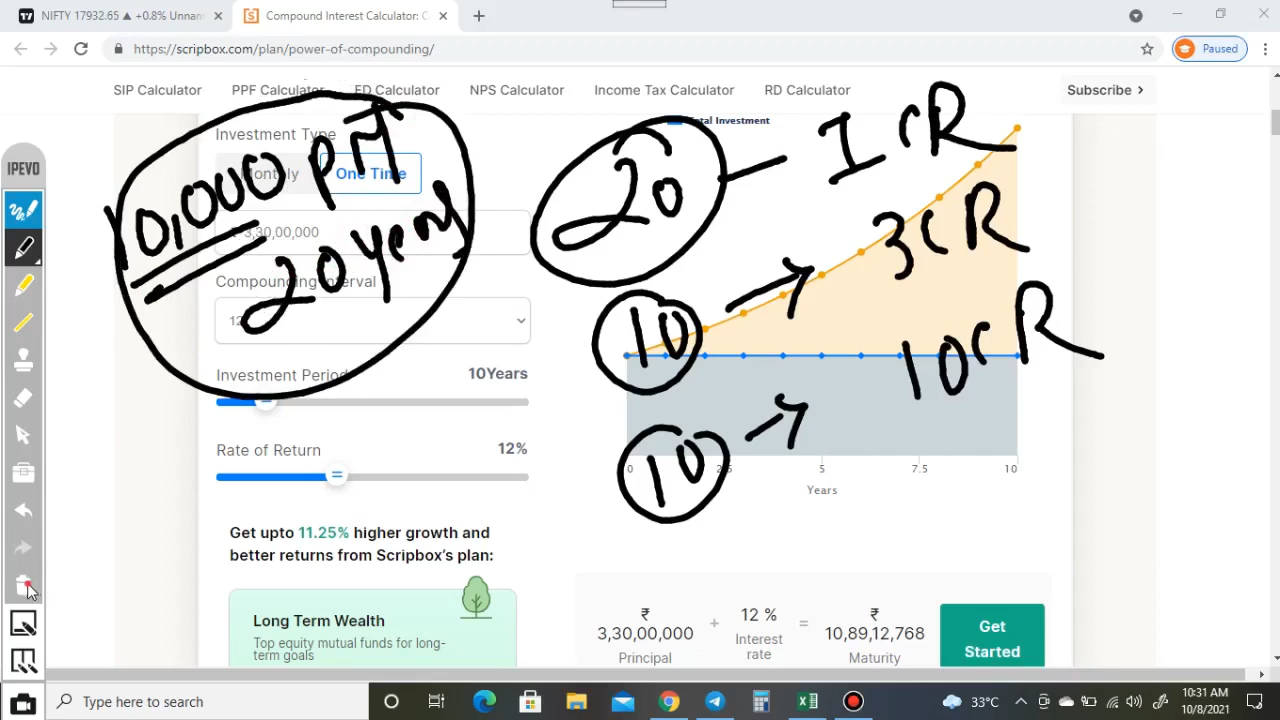 NIFTY 17932.65 ▲ +0.8% Unnam
Compound Interest Calculator: C
https://scripbox.com/plan/power-of-compounding/
Paused
SIP Calculator
PPF Calculator
FD Calculator
NPS Calculator
Income Tax Calculator
RD Calculator
Subscribe
Investment Type
Monthly
One Time
₹ 3,30,00,000
Compounding Interval
12
Investment Period
10Years
Rate of Return
12%
Get upto 11.25% higher growth and
better returns from Scripbox's plan:
Long Term Wealth
Top equity mutual funds for long-
term goals
10,000 PM
20 years
Total Investment
20 - 1 CR
10 → 3 CR
10 → 10 CR
0
2.5
5
7.5
10
Years
₹
3,30,00,000
Principal
+
12 %
Interest
rate
=
₹
10,89,12,768
Maturity
Get
Started
IPEVO
Type here to search
33°C
10:31 AM
10/8/2021